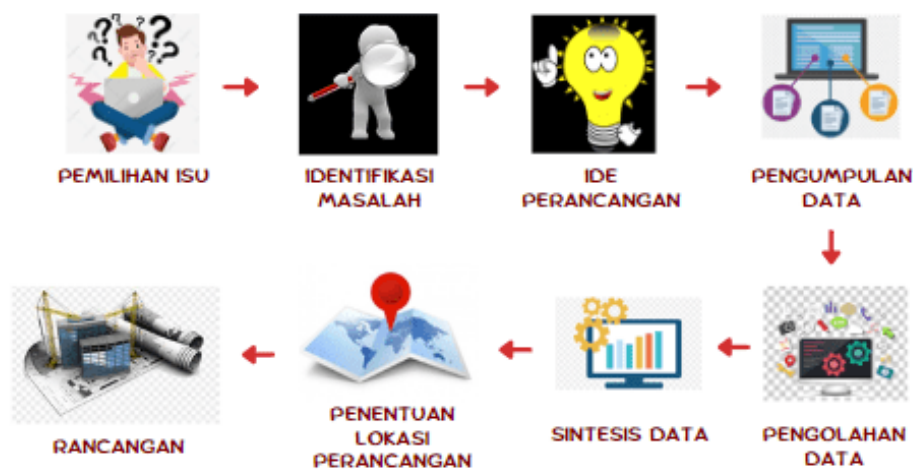 PEMILIHAN ISU
IDENTIFIKASI
MASALAH
IDE
PERANCANGAN
PENGUMPULAN
DATA
PENGOLAHAN
DATA
SINTESIS DATA
PENENTUAN
LOKASI
PERANCANGAN
RANCANGAN